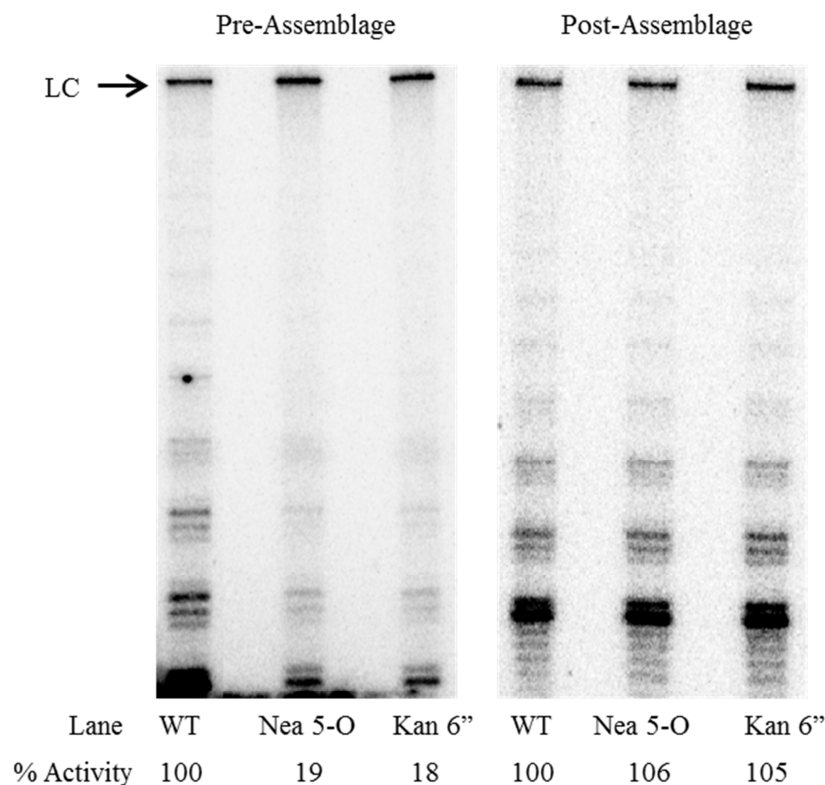 Pre-Assemblage Post-Assemblage
LC
Lane WT Nea 5-O Kan 6” WT Nea 5-O Kan 6”
% Activity 100 19 18 100 106 105